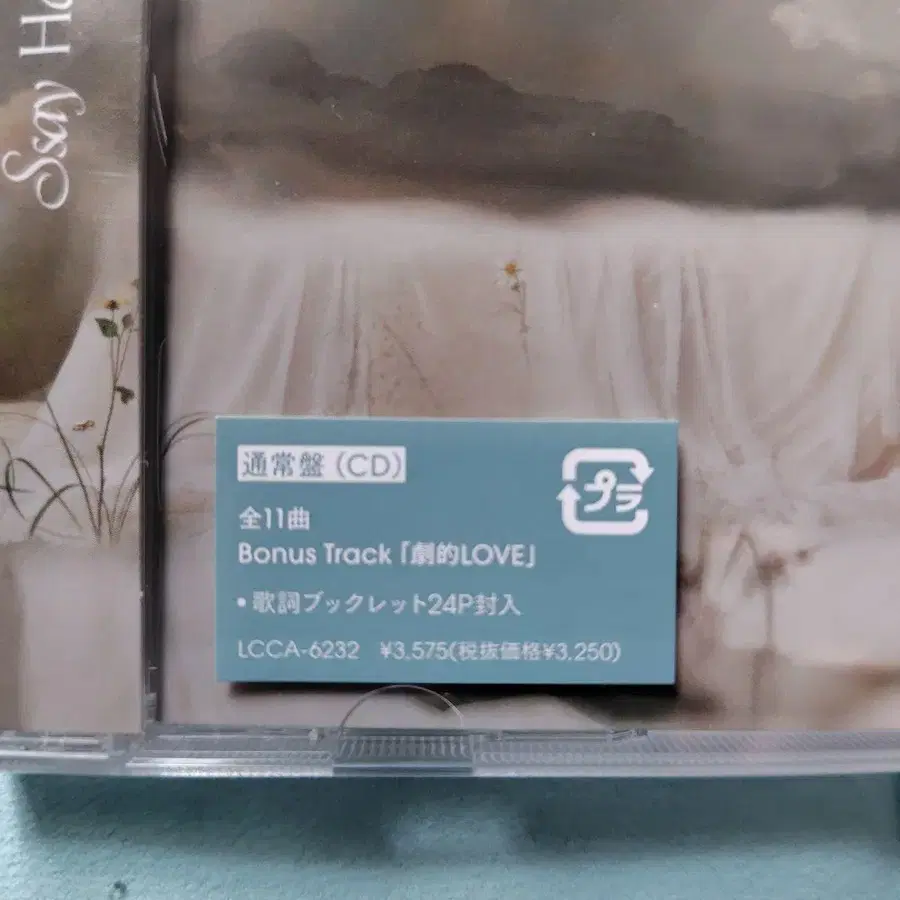 Ssay Ho
通常盤(CD)
プラ
全11曲
Bonus Track「劇的LOVE」
• 歌詞ブックレット24P封入
LCCA-6232 ¥3,575(税抜価格¥3,250)